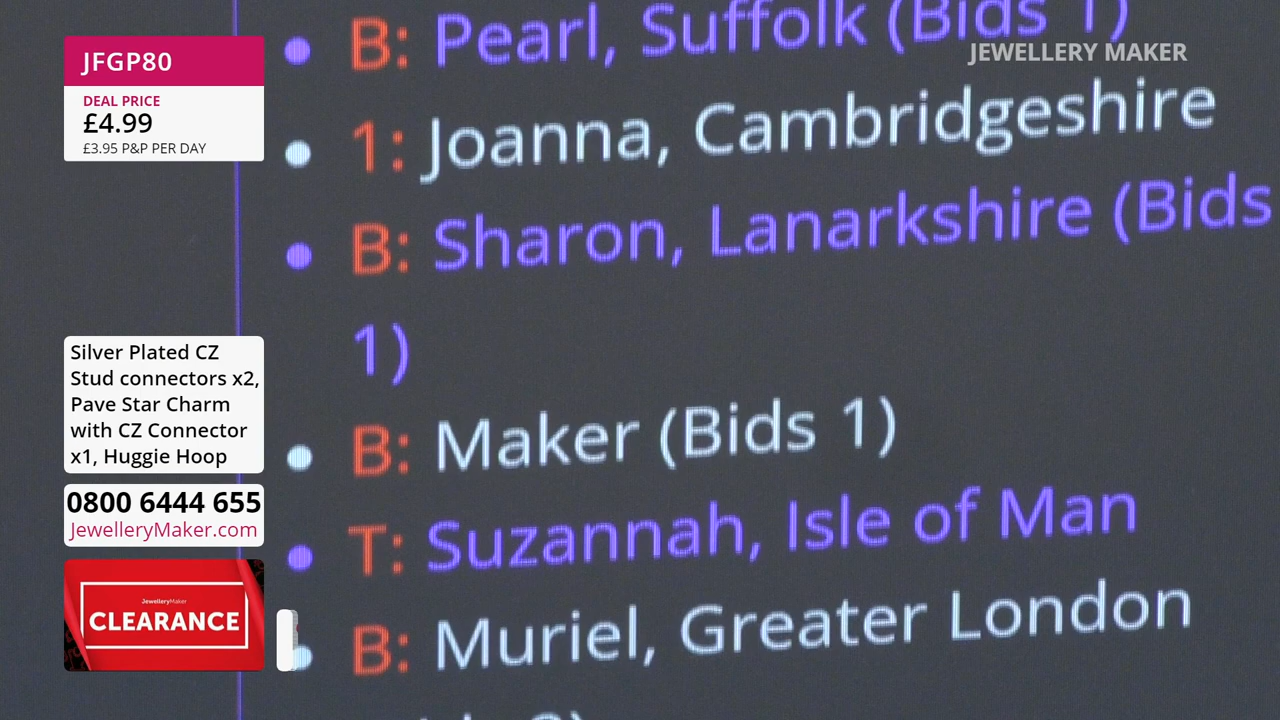 JFGP80
DEAL PRICE
£4.99
£3.95 P&P PER DAY
Silver Plated CZ
Stud connectors x2,
Pave Star Charm
with CZ Connector
x1, Huggie Hoop
0800 6444 655
JewelleryMaker.com
JewelleryMaker
CLEARANCE
JEWELLERY MAKER
B: Pearl, Suffolk (Bids 1)
1: Joanna, Cambridgeshire
B: Sharon, Lanarkshire (Bids
1)
B: Maker (Bids 1)
T: Suzannah, Isle of Man
B: Muriel, Greater London